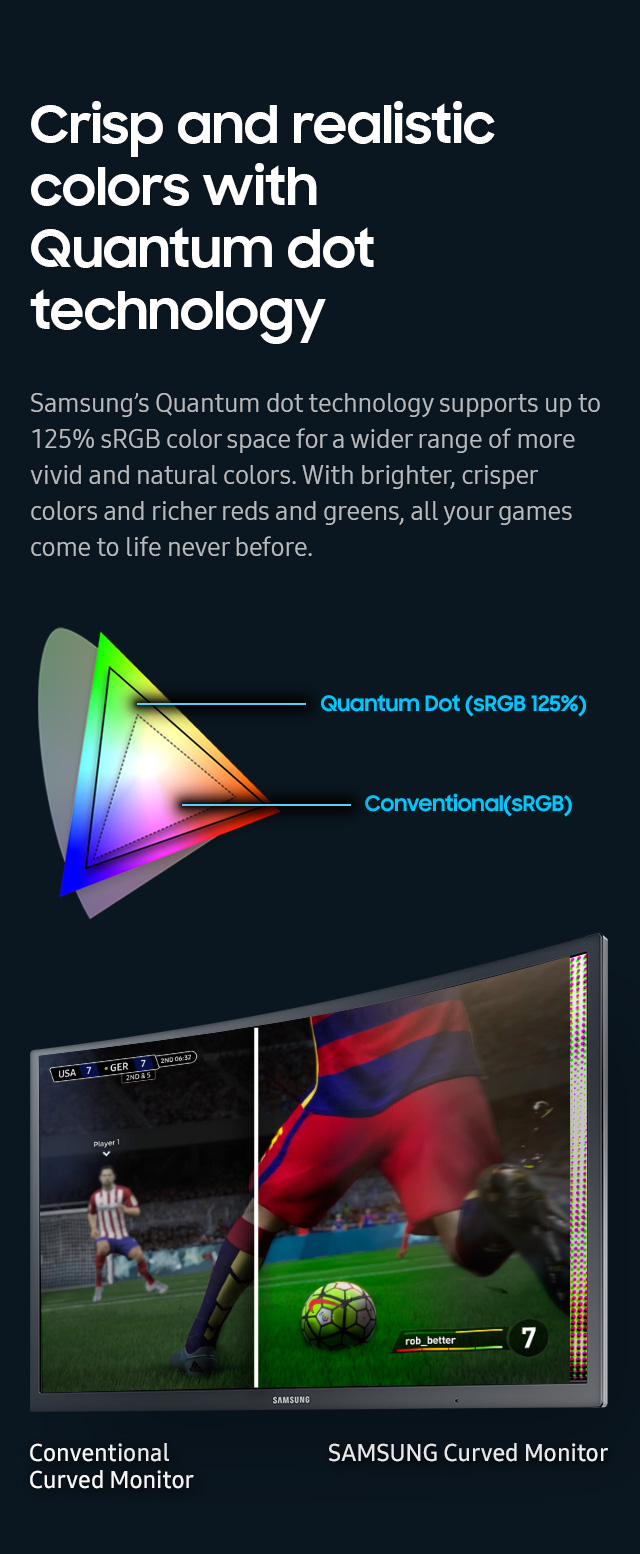 Crisp and realistic
colors with
Quantum dot
technology
Samsung’s Quantum dot technology supports up to
125% sRGB color space for a wider range of more
vivid and natural colors. With brighter, crisper
colors and richer reds and greens, all your games
come to life never before.
Quantum Dot (sRGB 125%)
Conventional(sRGB)
USA 7 • GER 7 2ND 06:32
2ND & 5
Player 1
rob_better 7
SAMSUNG
Conventional
Curved Monitor
SAMSUNG Curved Monitor